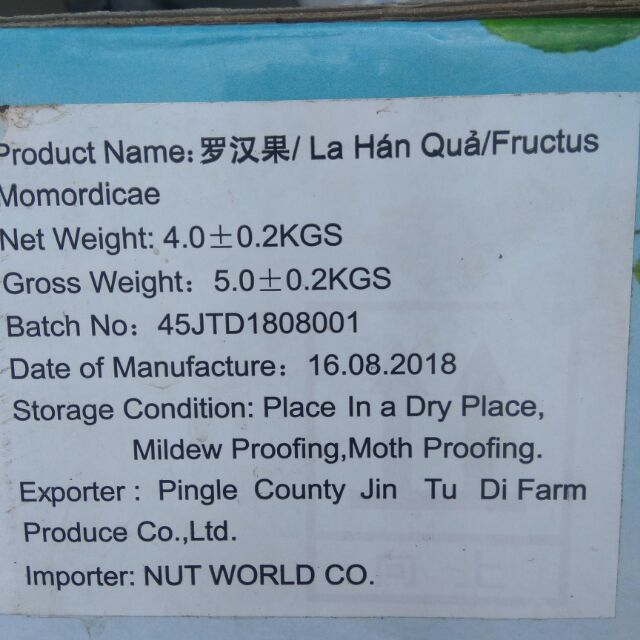 Product Name: 罗汉果/ La Hán Quả/Fructus
Momordicae
Net Weight: 4.0±0.2KGS
Gross Weight: 5.0±0.2KGS
Batch No: 45JTD1808001
Date of Manufacture: 16.08.2018
Storage Condition: Place In a Dry Place,
Mildew Proofing,Moth Proofing.
Exporter : Pingle County Jin Tu Di Farm
Produce Co.,Ltd.
Importer: NUT WORLD CO.